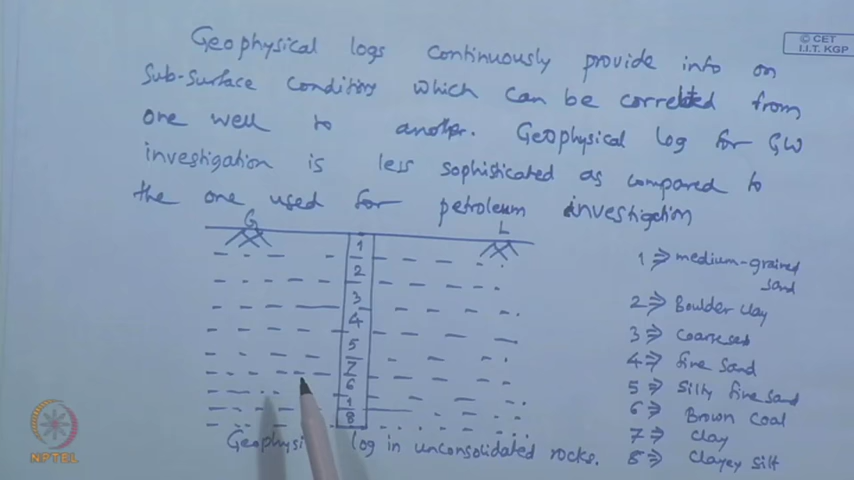 © CET
I.I.T. KGP
Geophysical logs continuously provide info on
sub-surface condition which can be correlated from
one well to another. Geophysical log for GW
investigation is less sophisticated as compared to
the one used for petroleum investigation
G L
1
2
3
4
5
7
6
1
8
1 ⇒ medium-grained
sand
2 ⇒ Boulder clay
3 ⇒
4 ⇒ fine sand
5 ⇒ Silty fine sand
6 ⇒ Brown coal
7 ⇒ clay
8 ⇒ clayey silt
Geophysi log in unconsolidated rocks.
NPTEL